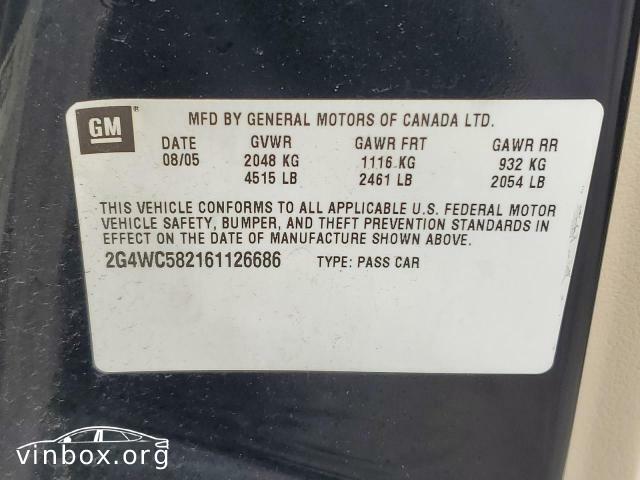 GM
MFD BY GENERAL MOTORS OF CANADA LTD.
DATE GVWR GAWR FRT GAWR RR
08/05 2048 KG 1116 KG 932 KG
4515 LB 2461 LB 2054 LB
THIS VEHICLE CONFORMS TO ALL APPLICABLE U.S. FEDERAL MOTOR
VEHICLE SAFETY, BUMPER, AND THEFT PREVENTION STANDARDS IN
EFFECT ON THE DATE OF MANUFACTURE SHOWN ABOVE.
2G4WC582161126686 TYPE: PASS CAR
vinbox.org